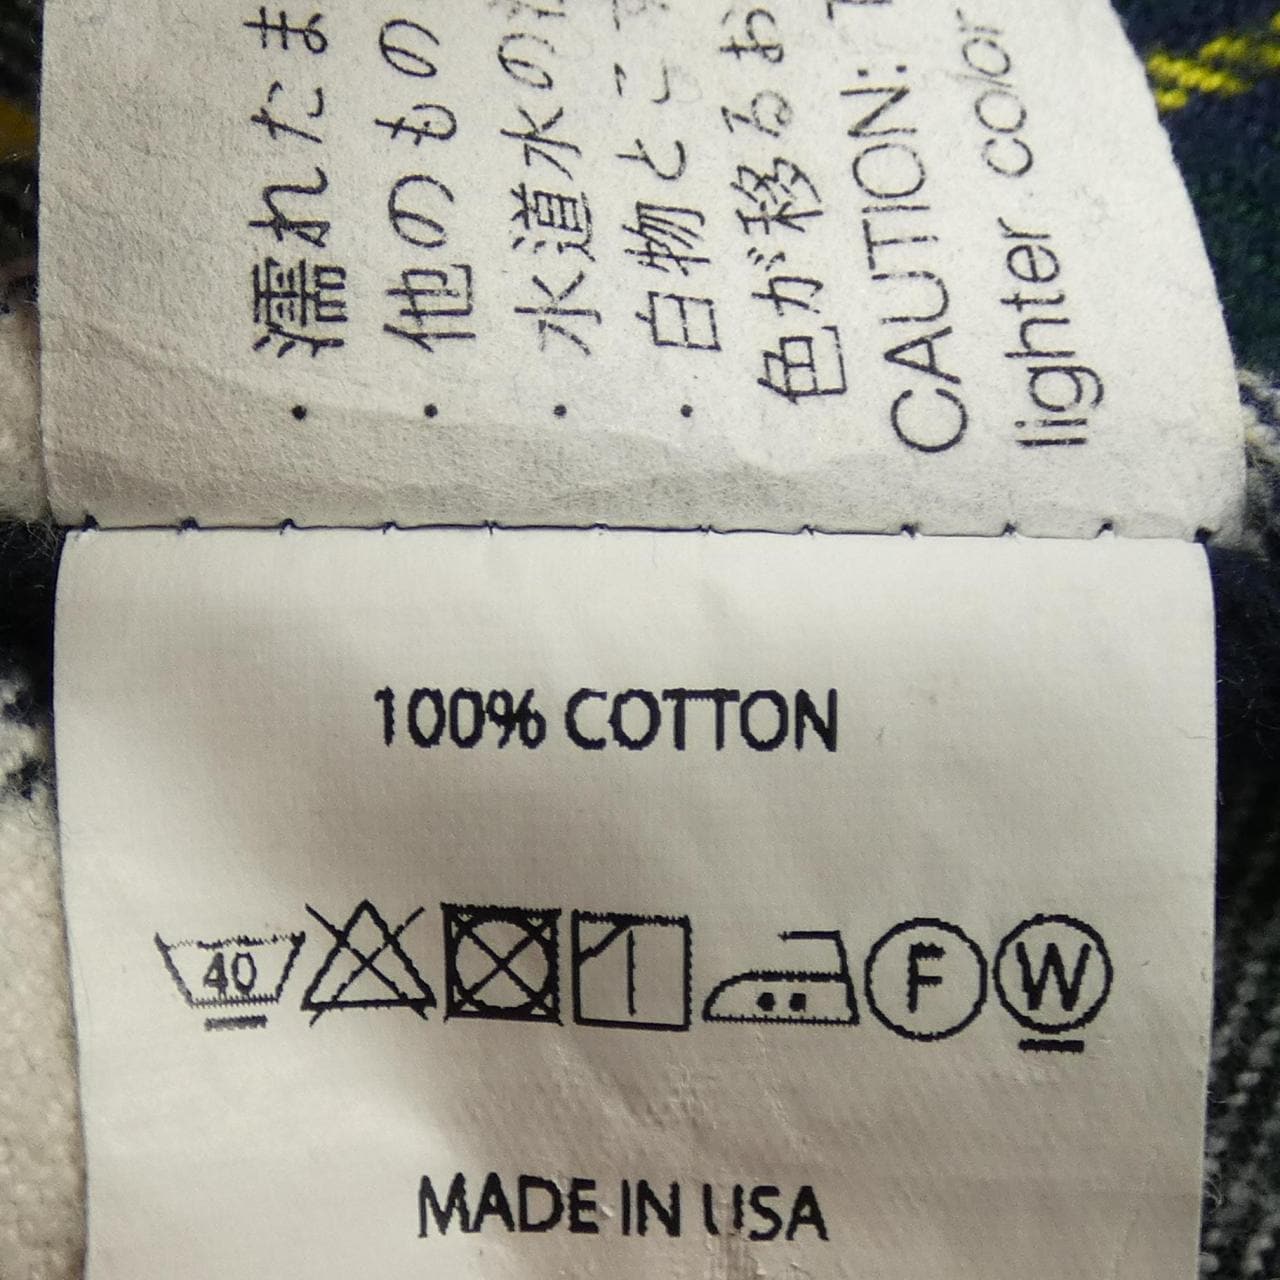 ・濡れたま
・他のもの
・水道水の
・白物とこ
色が移るお
CAUTION:
lighter color
100% COTTON
40
F
W
MADE IN USA